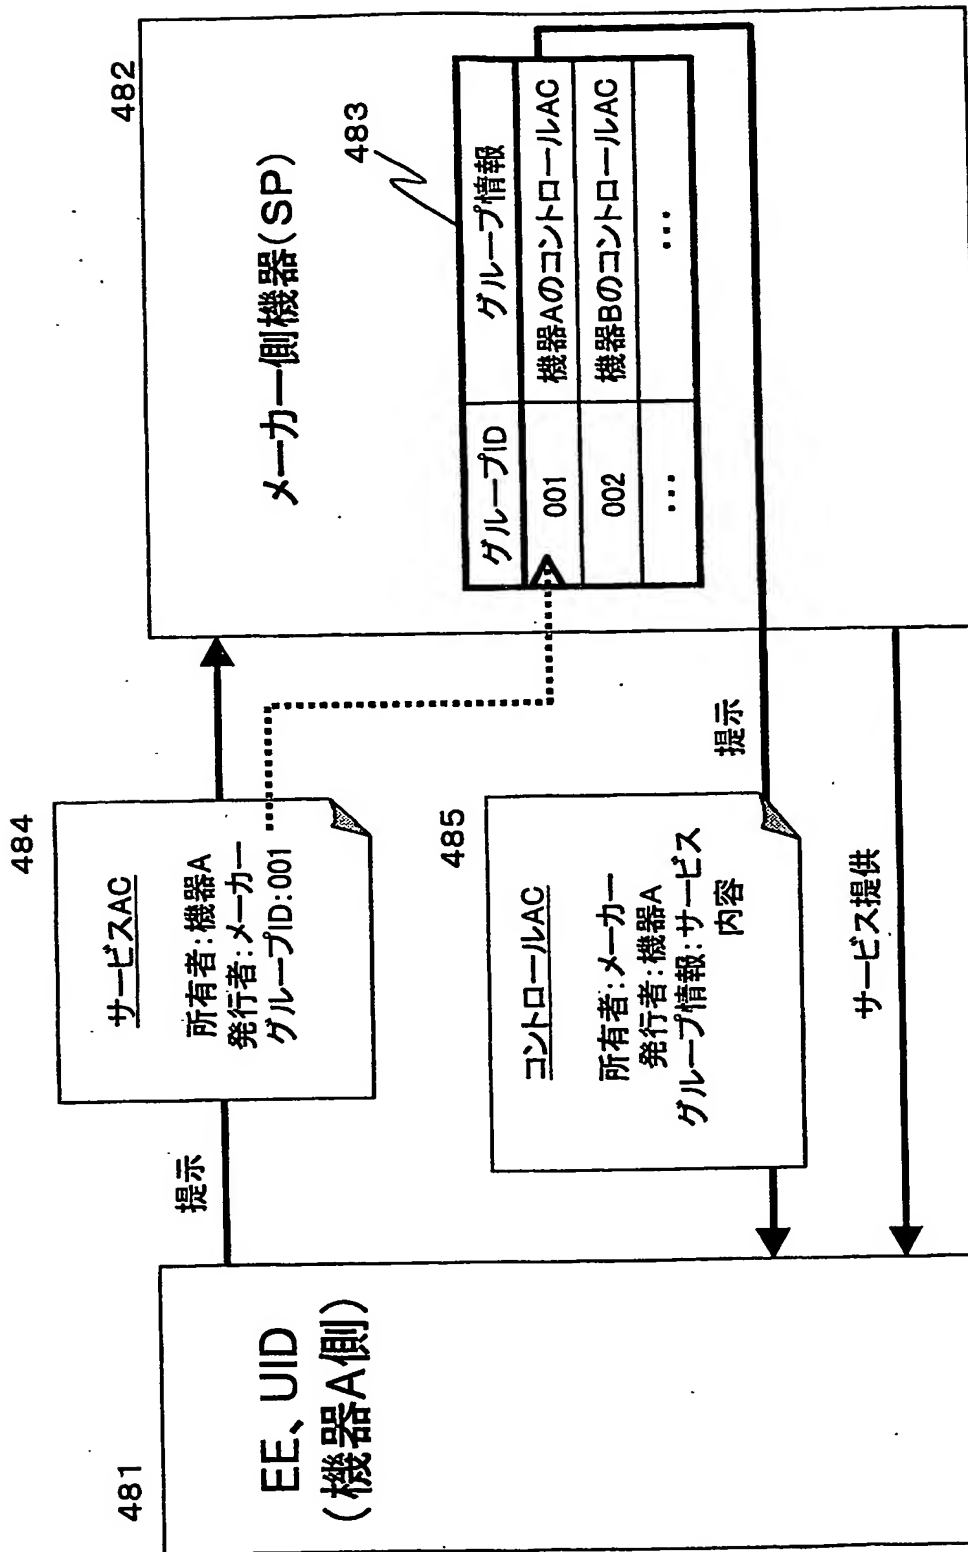 481
EE、UID
(機器A側)
提示
484
サービスAC
所有者:機器A
発行者:メーカー
グループID:001
485
コントロールAC
所有者:メーカー
発行者:機器A
グループ情報:サービス
内容
提示
サービス提供
482
メーカー側機器(SP)
483
グループID グループ情報
001 機器AのコントロールAC
002 機器BのコントロールAC
... ...